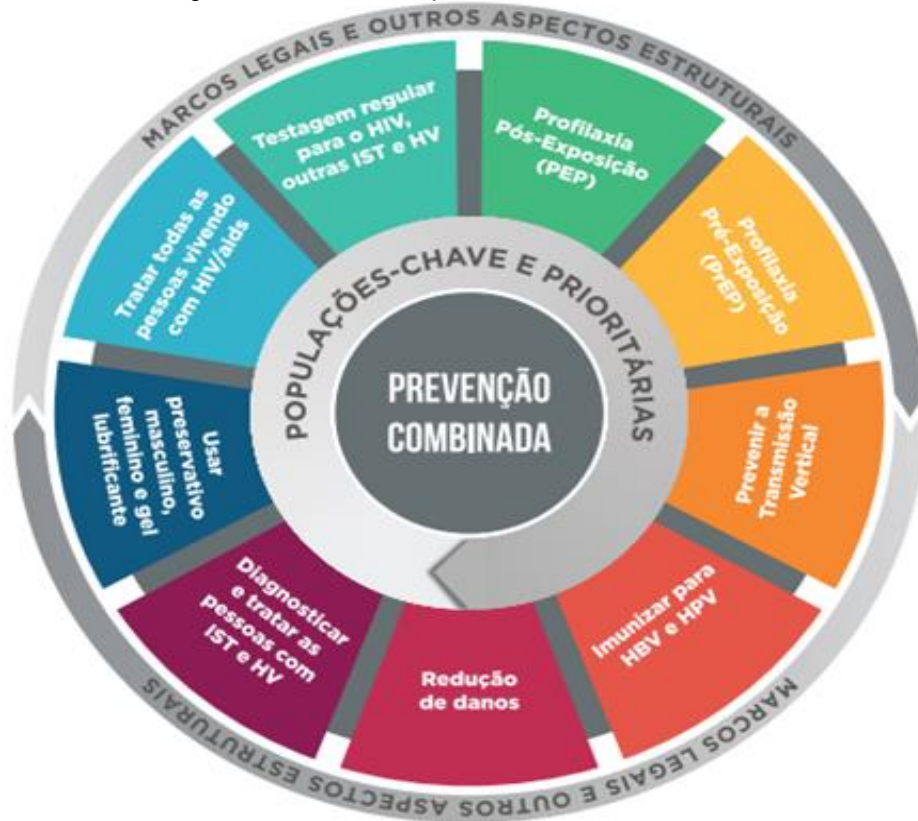 MARCOS LEGAIS E OUTROS ASPECTOS ESTRUTURAIS
Testagem regular
para o HIV,
outras IST e HV
Profilaxia
Pós-Exposição
(PEP)
Profilaxia
Pré-Exposição
(PrEP)
Prevenir a
Transmissão
Vertical
Imunizar para
HBV e HPV
Redução
de danos
Diagnosticar
e tratar as
pessoas com
IST e HV
Usar
preservativo
masculino,
feminino e gel
lubrificante
Tratar todas as
pessoas vivendo
com HIV/aids
POPULAÇÕES-CHAVE E PRIORITÁRIAS
PREVENÇÃO
COMBINADA
MARCOS LEGAIS E OUTROS ASPECTOS ESTRUTURAIS